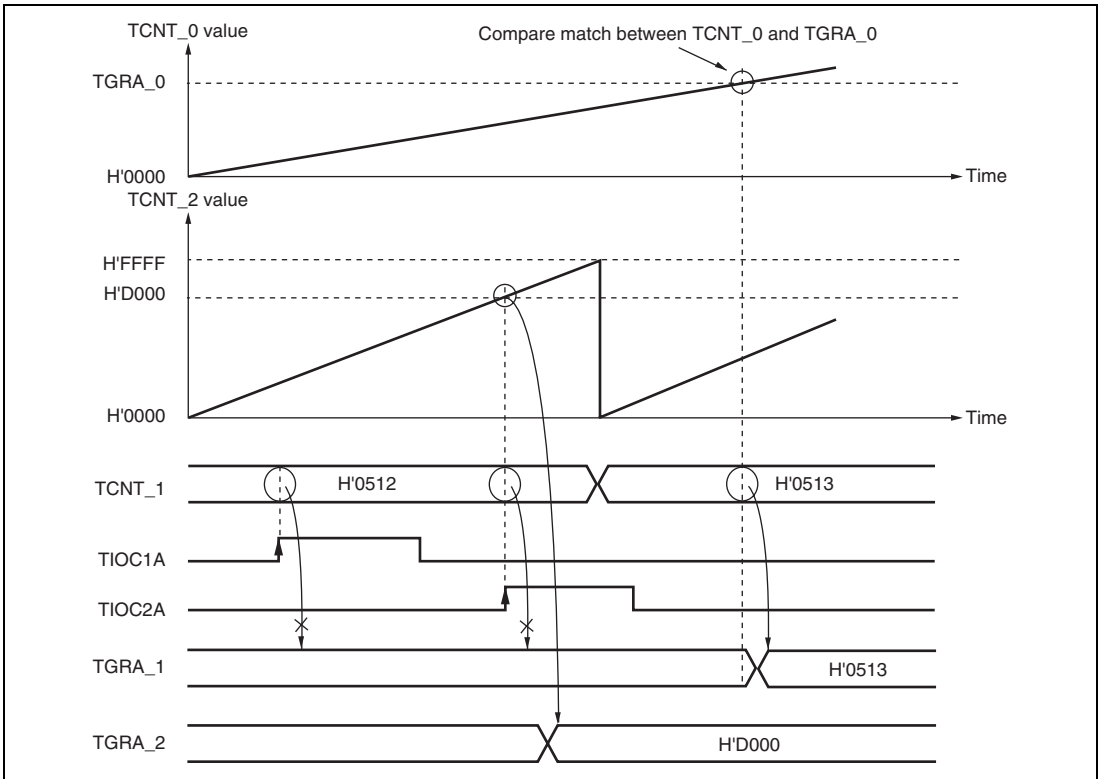 TCNT_0 value
Compare match between TCNT_0 and TGRA_0
TGRA_0
H'0000
Time
TCNT_2 value
H'FFFF
H'D000
H'0000
Time
TCNT_1
H'0512
H'0513
TIOC1A
TIOC2A
TGRA_1
H'0513
TGRA_2
H'D000